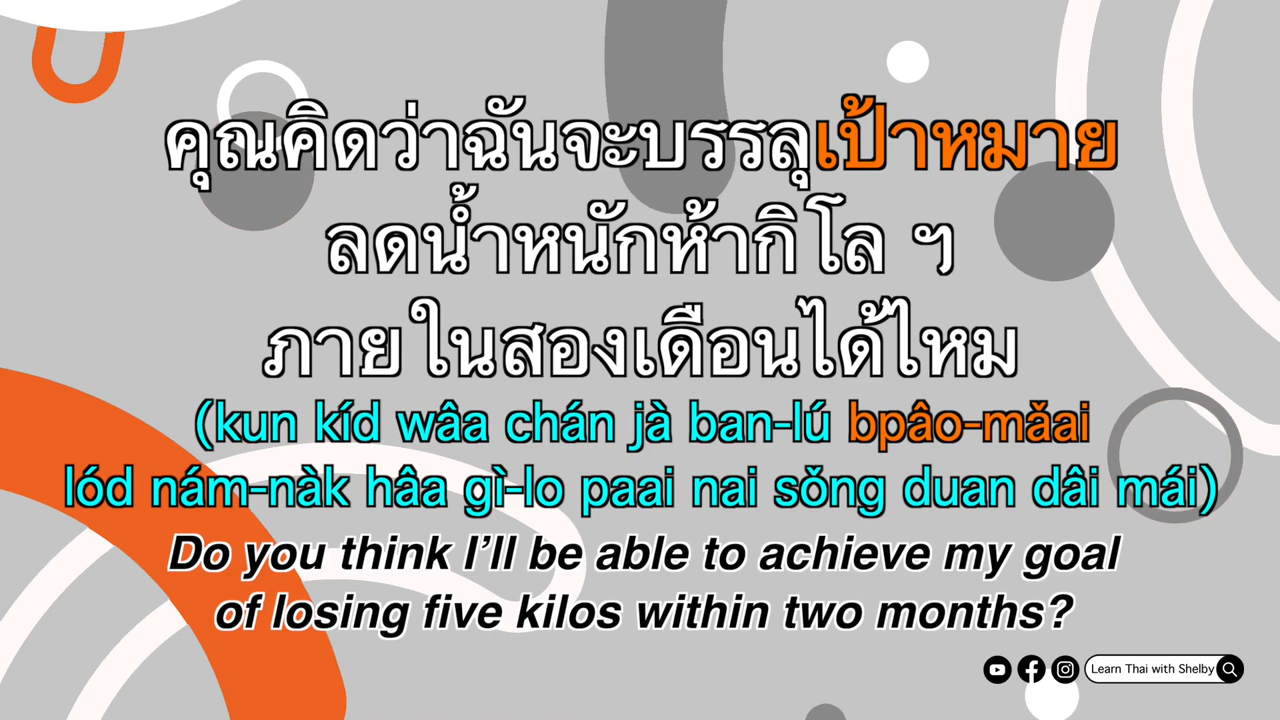 คุณคิดว่าฉันจะบรรลุเป้าหมาย
ลดน้ำหนักห้ากิโล ฯ
ภายในสองเดือนได้ไหม
(kun kíd wâa chán jà ban-lú bpâo-mǎai
lód nám-nàk hâa gì-lo paai nai sǒng duan dâi mái)
Do you think I’ll be able to achieve my goal
of losing five kilos within two months?
Learn Thai with Shelby